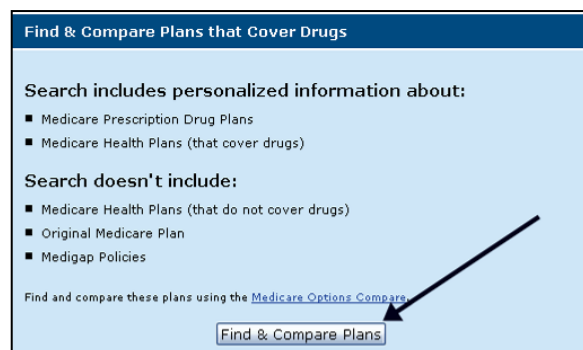 Find & Compare Plans that Cover Drugs
Search includes personalized information about:
■ Medicare Prescription Drug Plans
■ Medicare Health Plans (that cover drugs)
Search doesn't include:
■ Medicare Health Plans (that do not cover drugs)
■ Original Medicare Plan
■ Medigap Policies
Find and compare these plans using the Medicare Options Compare.
Find & Compare Plans